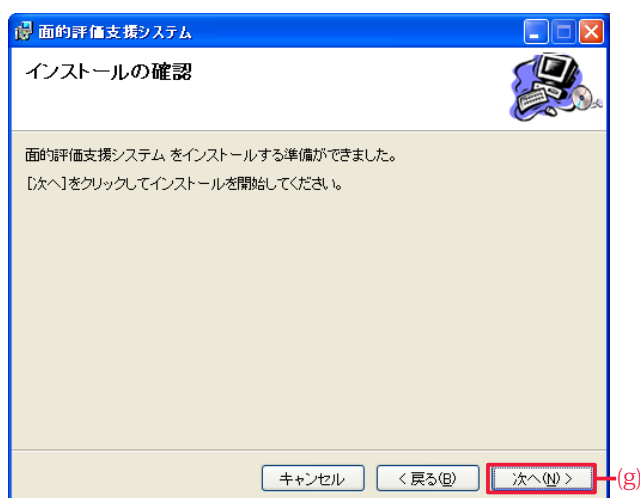 面的評価支援システム
インストールの確認
面的評価支援システム をインストールする準備ができました。
[次へ]をクリックしてインストールを開始してください。
キャンセル
< 戻る(B)
次へ(N) >
(g)